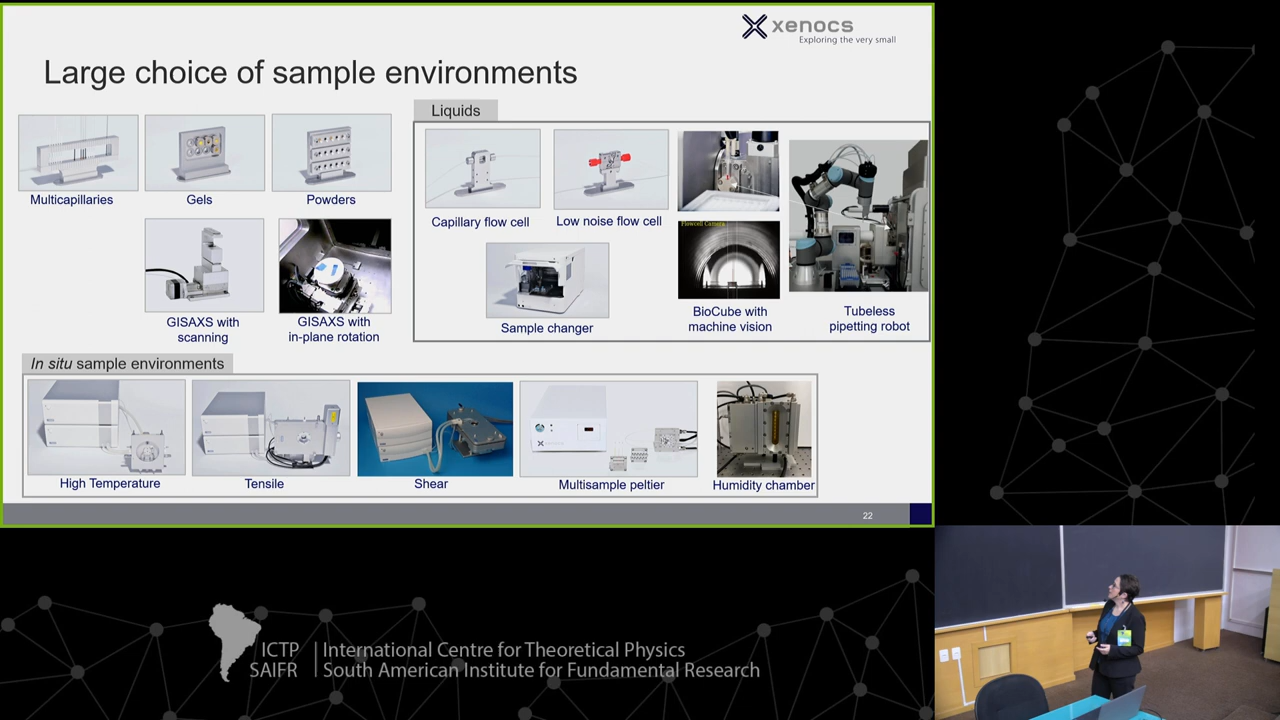 xenocs
Exploring the very small
Large choice of sample environments
Multicapillaries
Gels
Powders
GISAXS with
scanning
GISAXS with
in-plane rotation
Liquids
Capillary flow cell
Low noise flow cell
Sample changer
Flowcell Camera
BioCube with
machine vision
Tubeless
pipetting robot
In situ sample environments
High Temperature
Tensile
Shear
Multisample peltier
Humidity chamber
22
ICTP
SAIFR
International Centre for Theoretical Physics
South American Institute for Fundamental Research